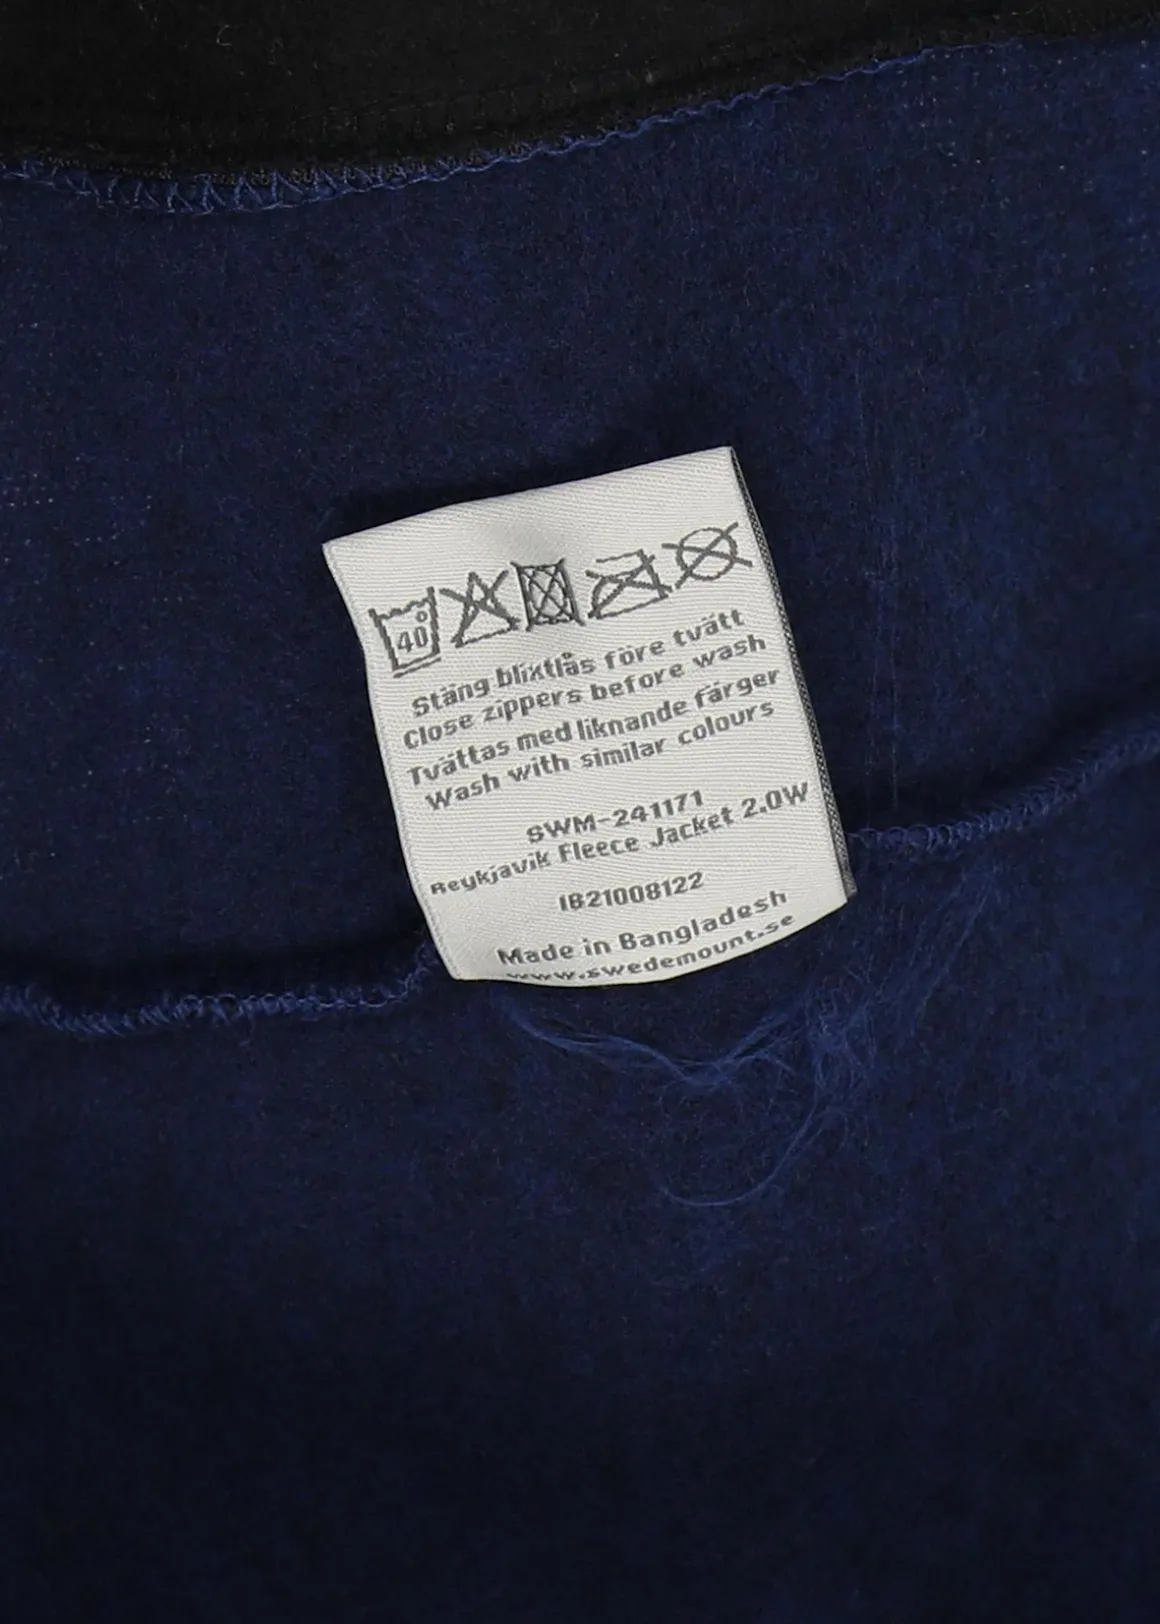 40°
Stäng blixtlås före tvätt
Close zippers before wash
Tvättas med liknande färger
Wash with similar colours
SWM-241171
Reykjavik Fleece Jacket 2.0W
IB21008122
Made in Bangladesh
www.swedemount.se